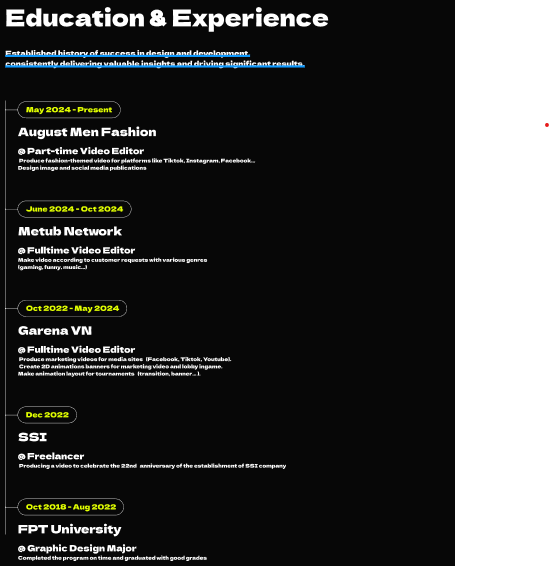 Education & Experience
Established history of success in design and development,
consistently delivering valuable insights and driving significant results.
May 2024 - Present
August Men Fashion
@ Part-time Video Editor
Produce fashion-themed video for platforms like Tiktok, Instagram, Facebook...
Design image and social media publications
June 2024 - Oct 2024
Metub Network
@ Fulltime Video Editor
Make video according to customer requests with various genres
(gaming, funny, music...)
Oct 2022 - May 2024
Garena VN
@ Fulltime Video Editor
Produce marketing videos for media sites (Facebook, Tiktok, Youtube).
Create 2D animations banners for marketing video and lobby ingame.
Make animation layout for tournaments (transition, banner... ).
Dec 2022
SSI
@ Freelancer
Producing a video to celebrate the 22nd anniversary of the establishment of SSI company
Oct 2018 - Aug 2022
FPT University
@ Graphic Design Major
Completed the program on time and graduated with good grades